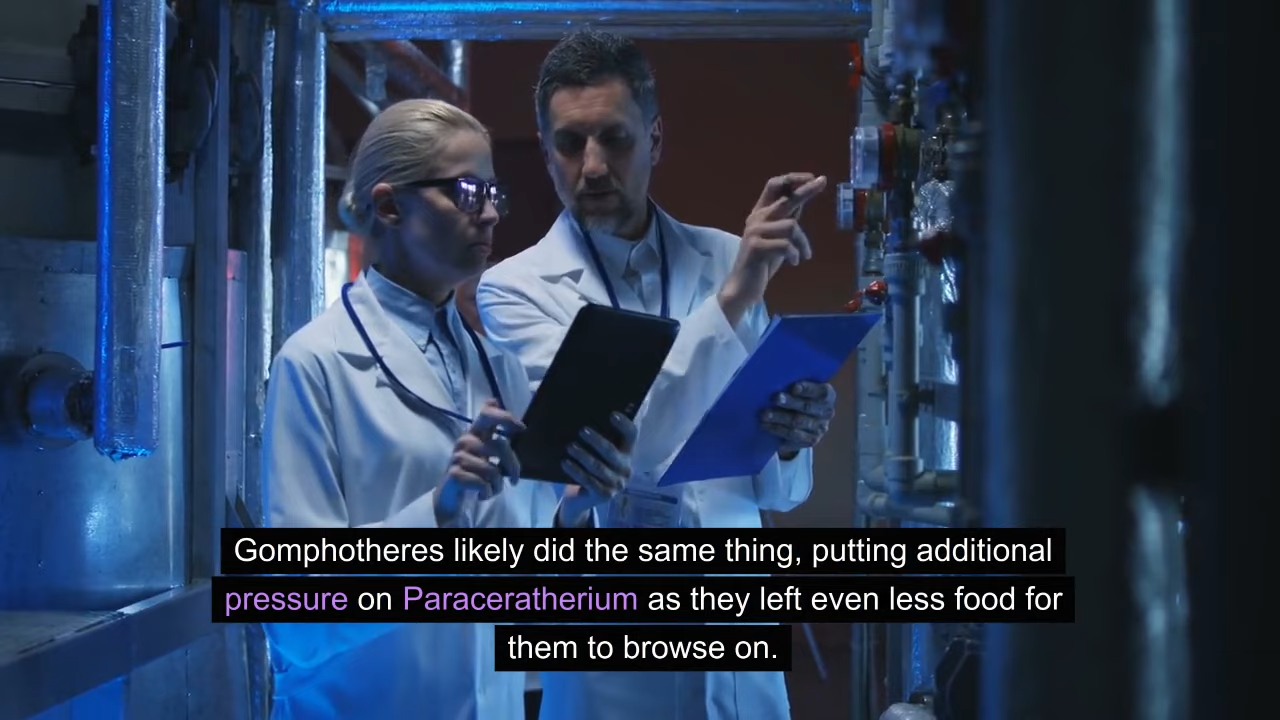 Gomphotheres likely did the same thing, putting additional
pressure on Paraceratherium as they left even less food for
them to browse on.